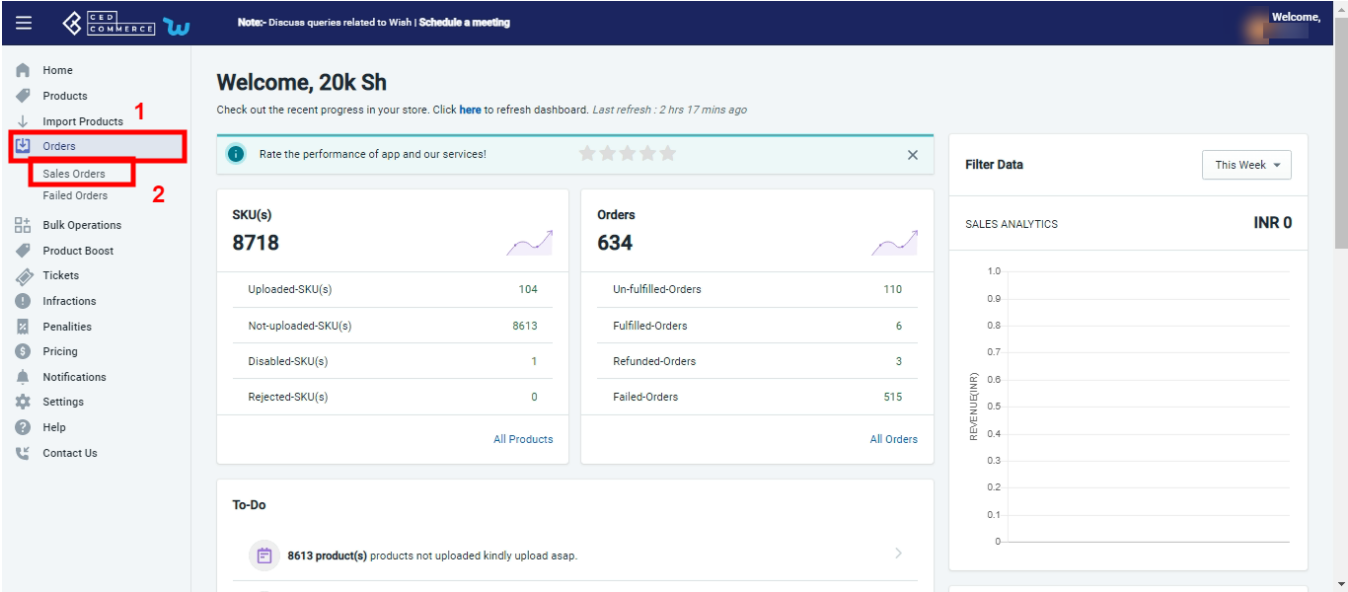 CED
COMMERCE
Note:- Discuss queries related to Wish | Schedule a meeting
Welcome,
Home
Products
Import Products
1
Orders
Sales Orders
2
Failed Orders
Bulk Operations
Product Boost
Tickets
Infractions
Penalities
Pricing
Notifications
Settings
Help
Contact Us
Welcome, 20k Sh
Check out the recent progress in your store. Click here to refresh dashboard. Last refresh : 2 hrs 17 mins ago
Rate the performance of app and our services!
SKU(s)
8718
Uploaded-SKU(s) 104
Not-uploaded-SKU(s) 8613
Disabled-SKU(s) 1
Rejected-SKU(s) 0
All Products
Orders
634
Un-fulfilled-Orders 110
Fulfilled-Orders 6
Refunded-Orders 3
Failed-Orders 515
All Orders
To-Do
8613 product(s) products not uploaded kindly upload asap.
Filter Data
This Week
SALES ANALYTICS INR 0
REVENUE(INR)
1.0
0.9
0.8
0.7
0.6
0.5
0.4
0.3
0.2
0.1
0